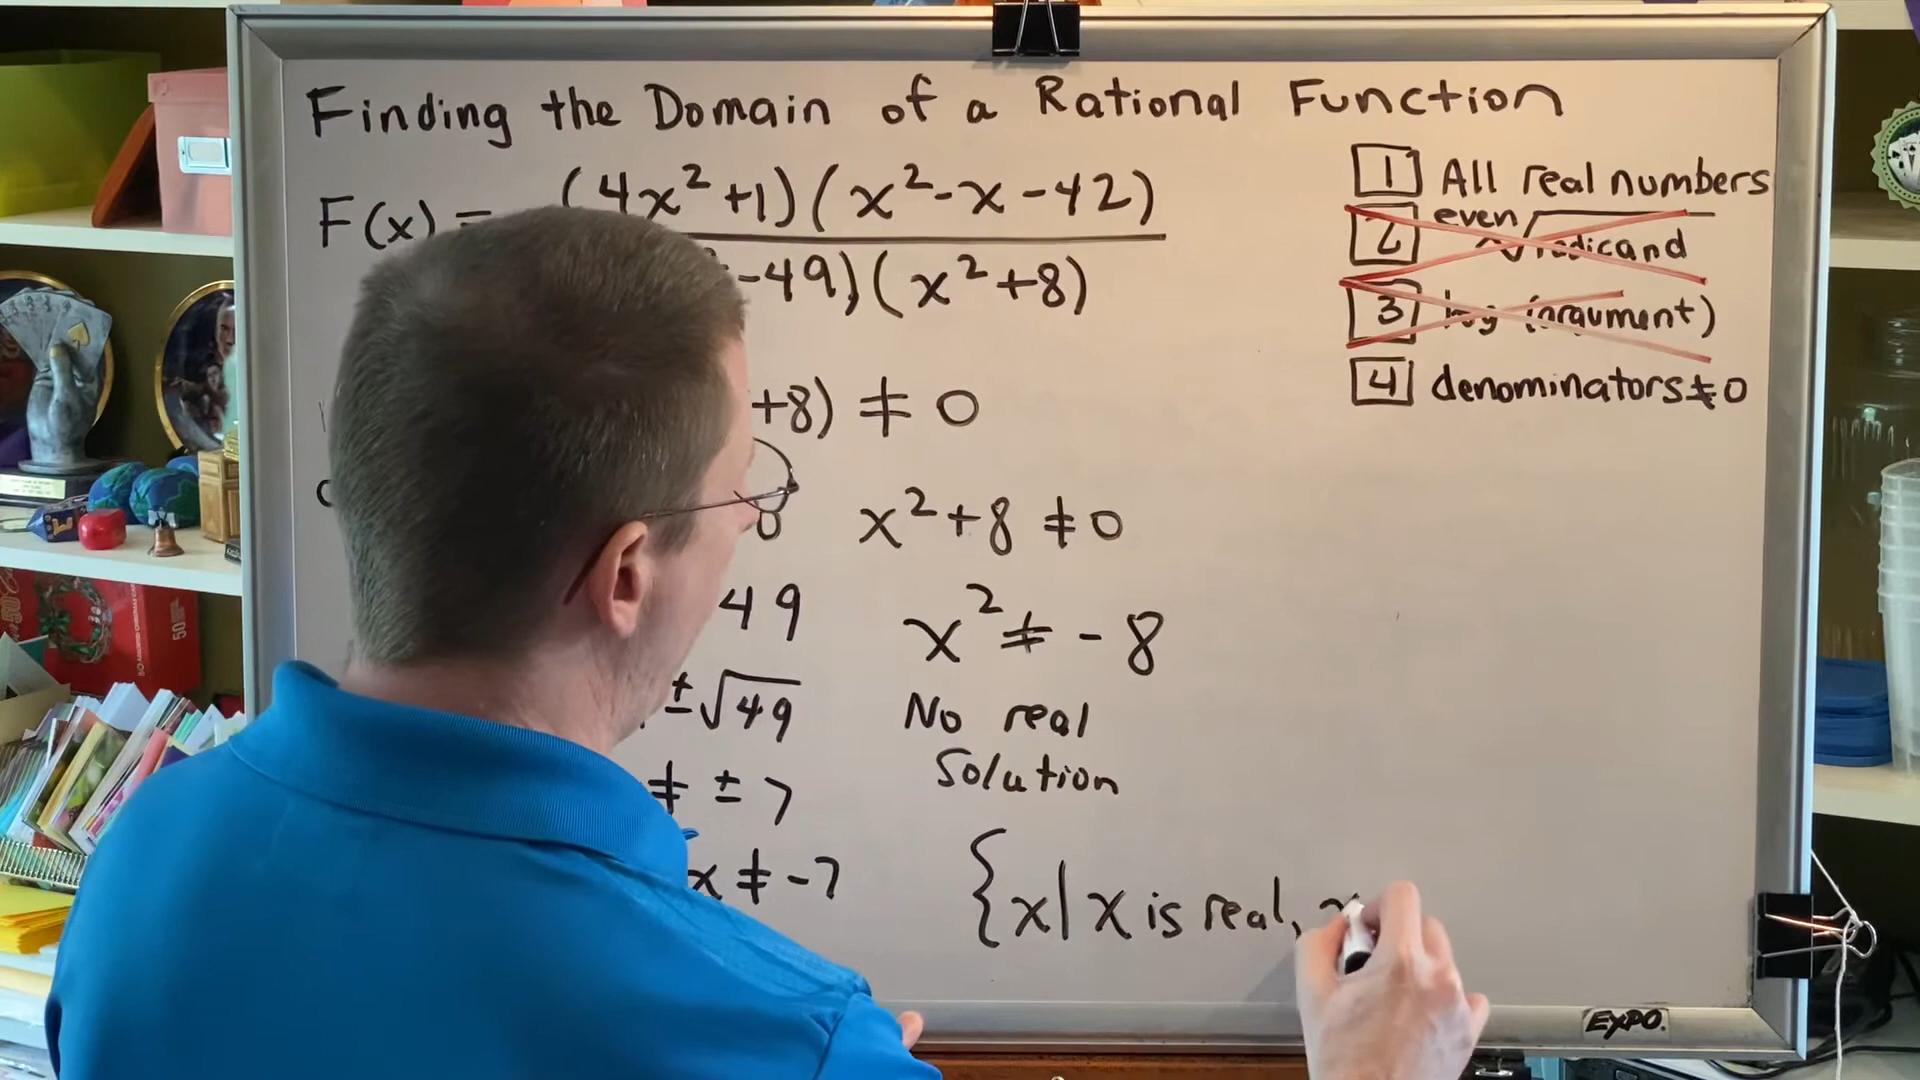 Finding the Domain of a Rational Function
F(x) = (4x²+1)(x²-x-42)
-49)(x²+8)
1 All real numbers
2 even √radicand
3 log (argument)
4 denominators≠0
+8) ≠ 0
x²+8 ≠ 0
49
x² ≠ -8
±√49
No real
Solution
≠ ±7
x ≠ -7
{x|x is real, x
EXPO.
50